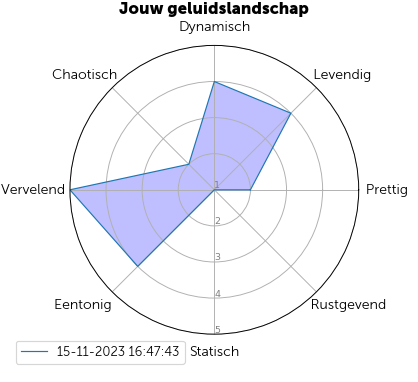 Jouw geluidslandschap
Dynamisch
Chaotisch
Levendig
Vervelend
1
Prettig
2
3
4
Eentonig
Rustgevend
5
15-11-2023 16:47:43
Statisch